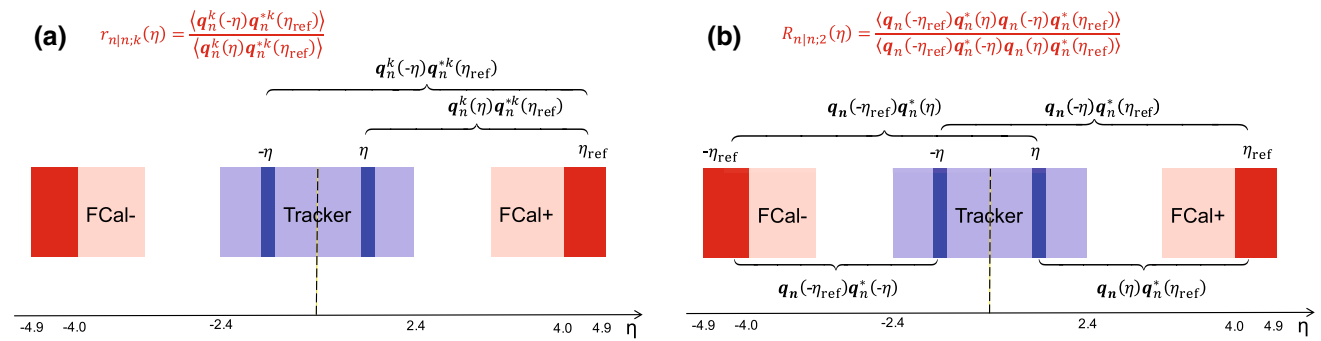 (a) r_{n|n;k}(η) = ⟨q_n^k(-η)q_n^{*k}(η_ref)⟩ / ⟨q_n^k(η)q_n^{*k}(η_ref)⟩
q_n^k(-η)q_n^{*k}(η_ref)
q_n^k(η)q_n^{*k}(η_ref)
-η η η_ref
FCal- Tracker FCal+
-4.9 -4.0 -2.4 2.4 4.0 4.9 η
(b) R_{n|n;2}(η) = ⟨q_n(-η_ref)q_n^*(η)q_n(-η)q_n^*(η_ref)⟩ / ⟨q_n(-η_ref)q_n^*(-η)q_n(η)q_n^*(η_ref)⟩
q_n(-η_ref)q_n^*(η) q_n(-η)q_n^*(η_ref)
-η_ref -η η η_ref
FCal- Tracker FCal+
q_n(-η_ref)q_n^*(-η) q_n(η)q_n^*(η_ref)
-4.9 -4.0 -2.4 2.4 4.0 4.9 η